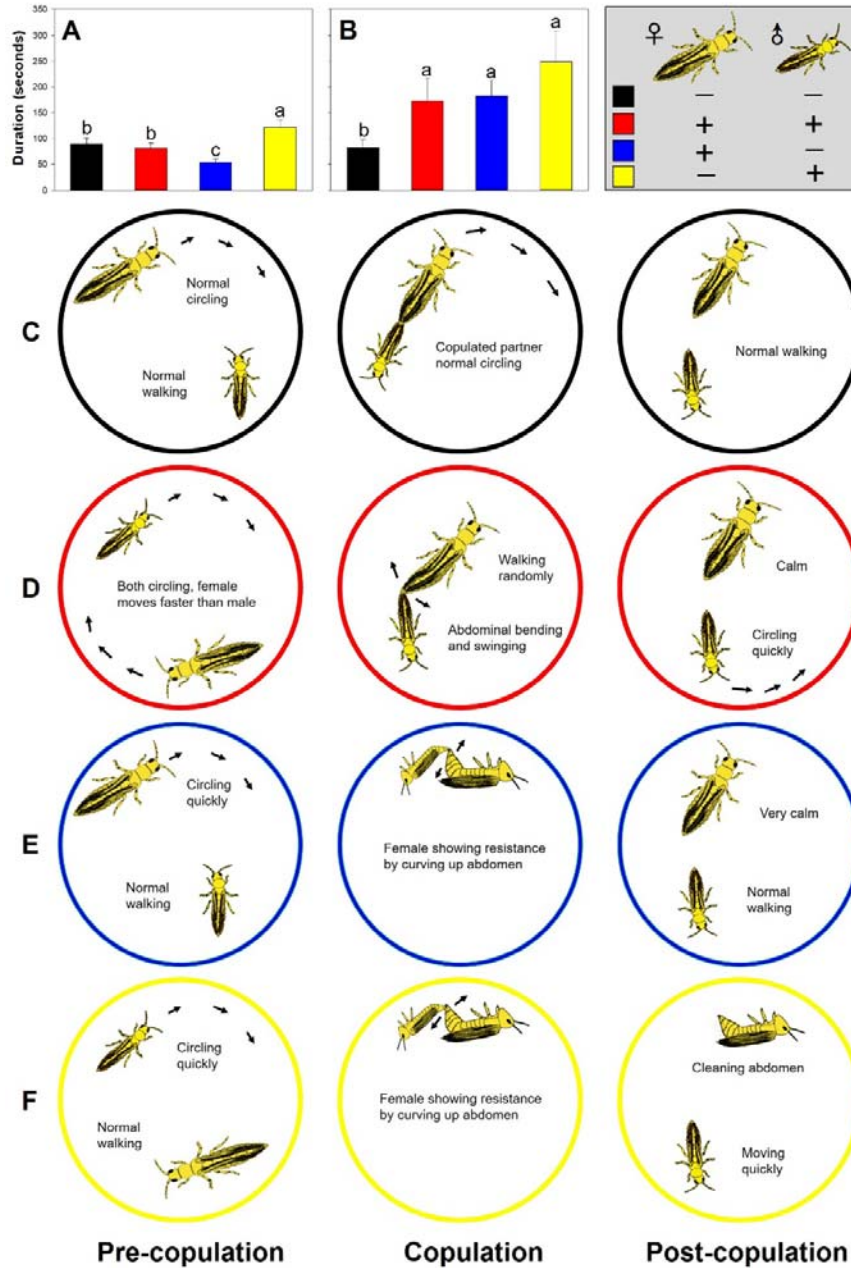 A
B
♀ ♂
Duration (seconds)
350
300
250
200
150
100
50
0
b
b
c
a
b
a
a
a
— —
+ +
+ —
— +
C
Normal
circling
Normal
walking
Copulated partner
normal circling
Normal walking
D
Both circling, female
moves faster than male
Walking
randomly
Abdominal bending
and swinging
Calm
Circling
quickly
E
Circling
quickly
Normal
walking
Female showing resistance
by curving up abdomen
Very calm
Normal
walking
F
Circling
quickly
Normal
walking
Female showing resistance
by curving up abdomen
Cleaning abdomen
Moving
quickly
Pre-copulation Copulation Post-copulation